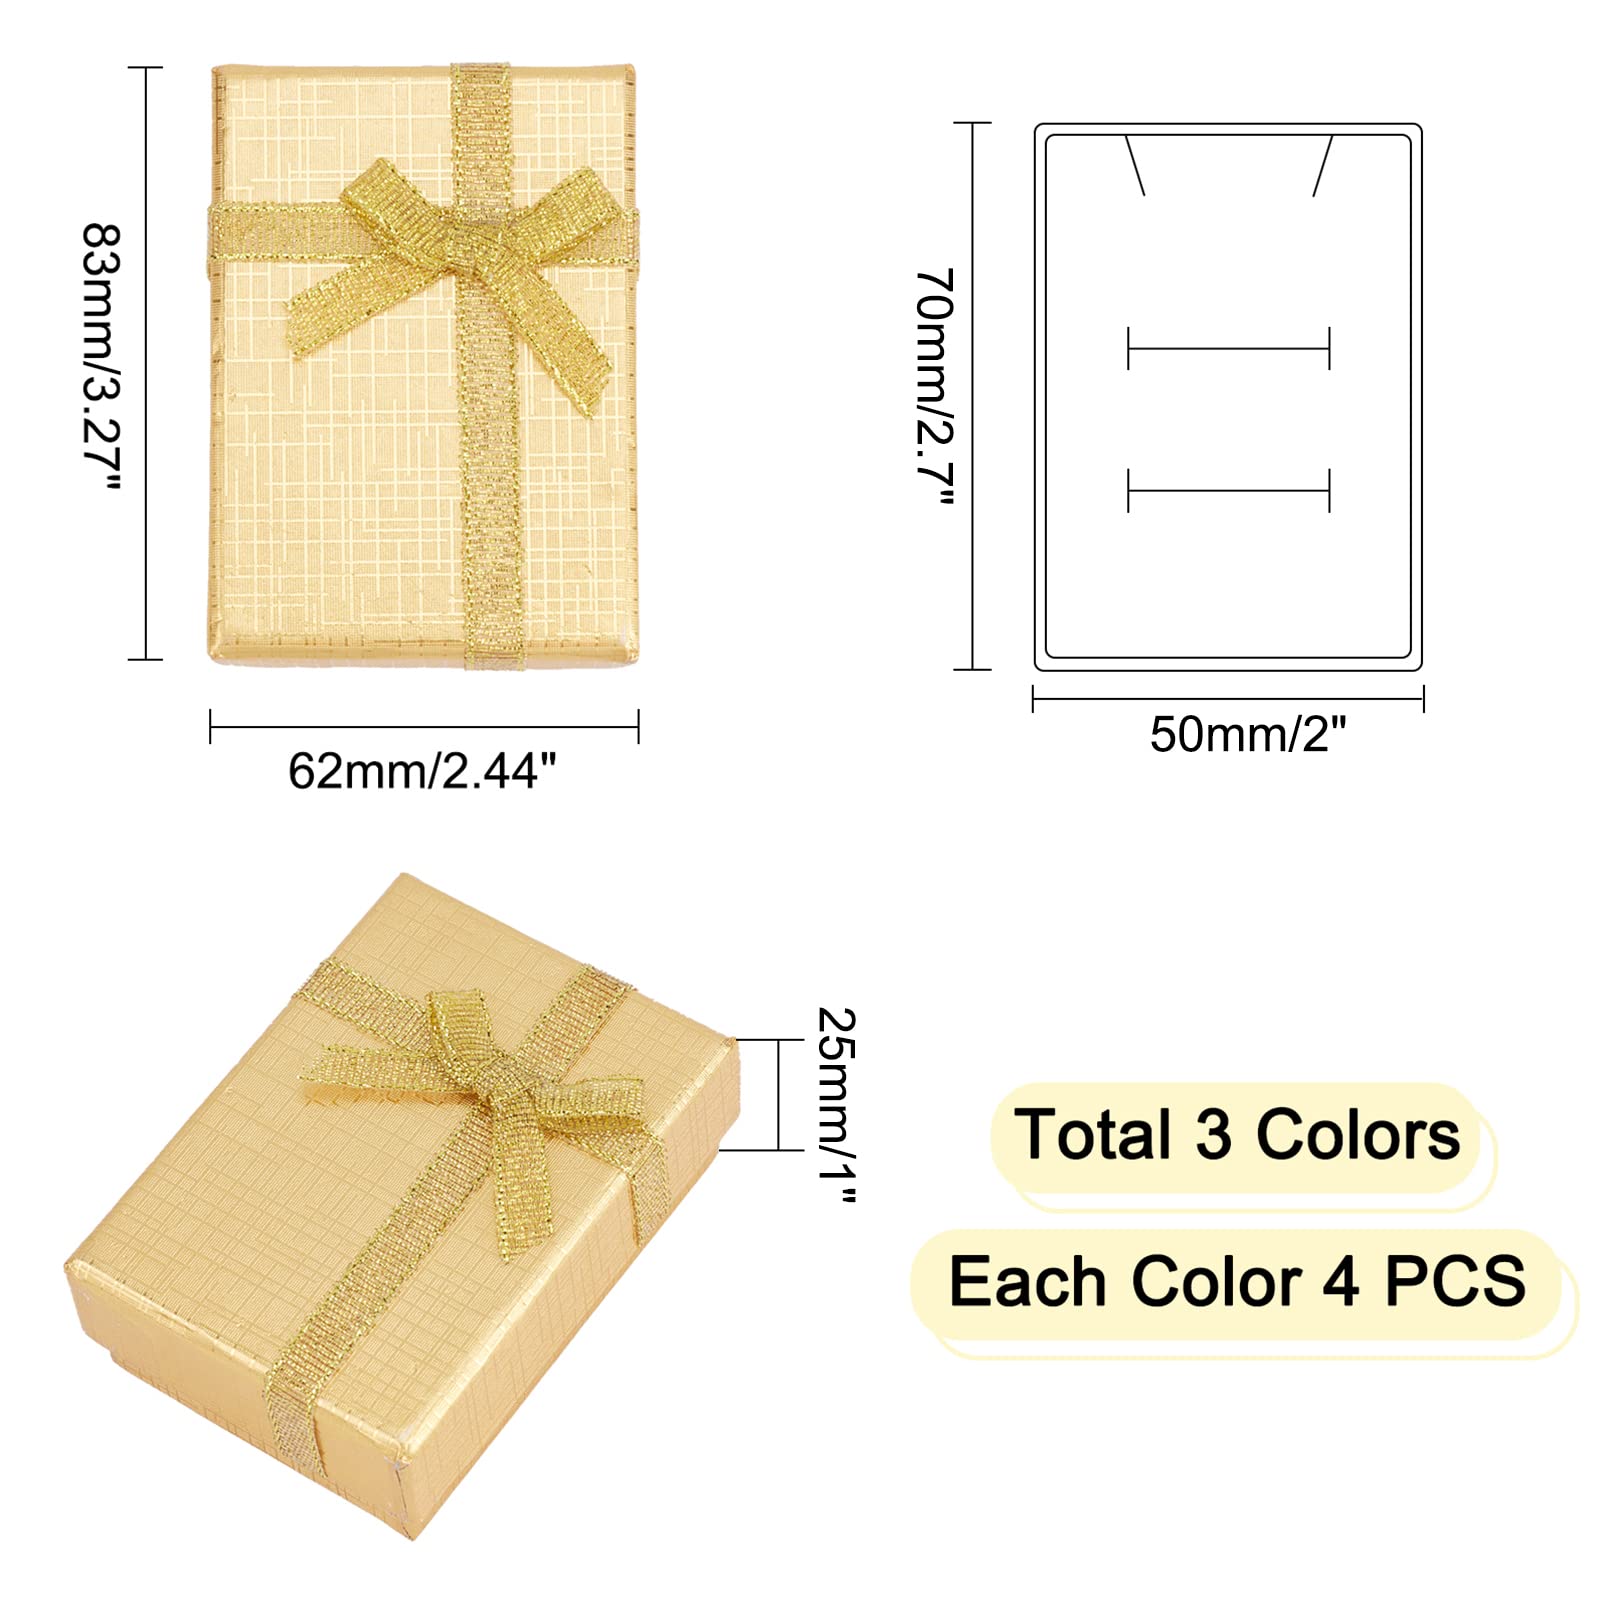 83mm/3.27"
62mm/2.44"
70mm/2.7"
50mm/2"
25mm/1"
Total 3 Colors
Each Color 4 PCS